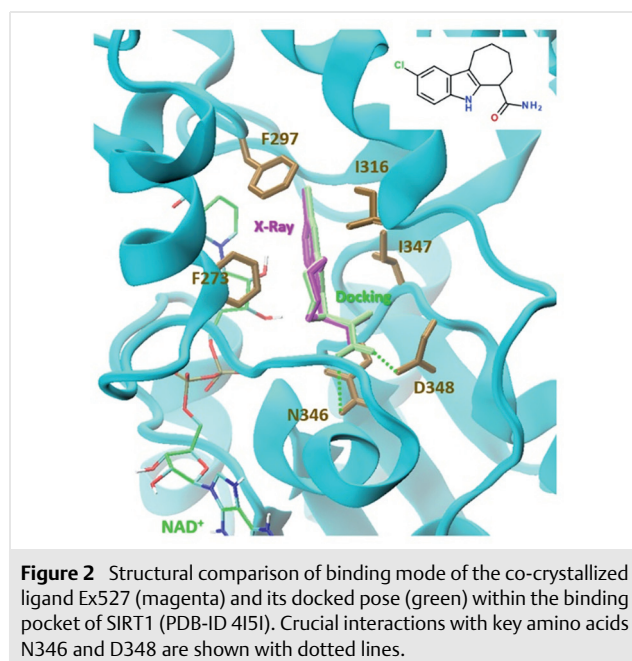 Cl
N
H
O
NH₂
F297
I316
X-Ray
I347
F273
Docking
D348
N346
NAD⁺
Figure 2 Structural comparison of binding mode of the co-crystallized
ligand Ex527 (magenta) and its docked pose (green) within the binding
pocket of SIRT1 (PDB-ID 4I5I). Crucial interactions with key amino acids
N346 and D348 are shown with dotted lines.